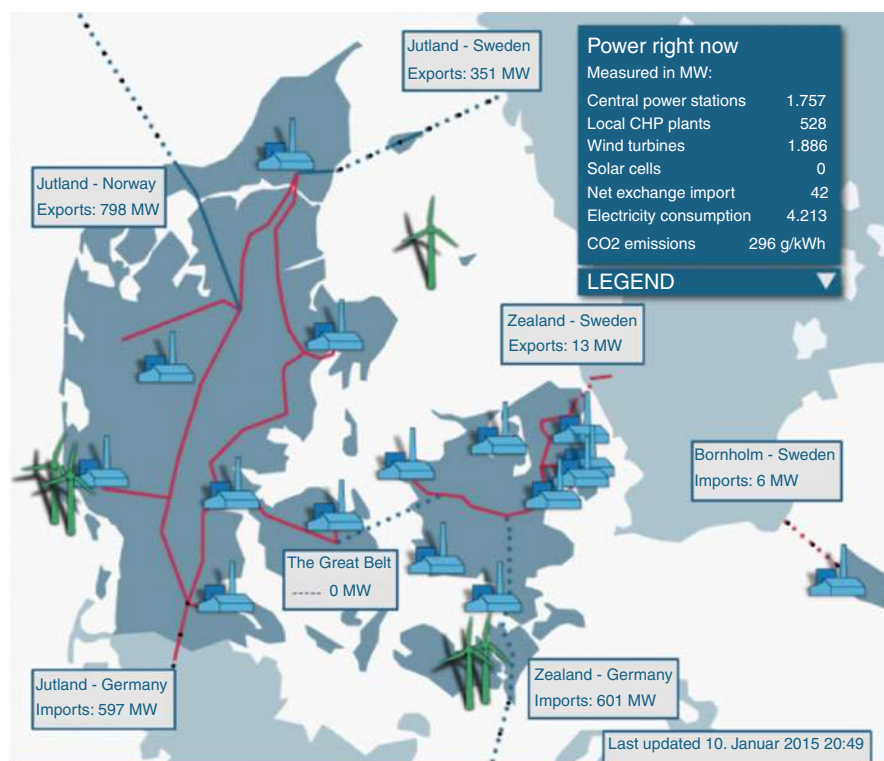 Jutland - Sweden
Exports: 351 MW
Power right now
Measured in MW:
Central power stations 1.757
Local CHP plants 528
Wind turbines 1.886
Solar cells 0
Net exchange import 42
Electricity consumption 4.213
CO2 emissions 296 g/kWh
LEGEND
Jutland - Norway
Exports: 798 MW
Zealand - Sweden
Exports: 13 MW
Bornholm - Sweden
Imports: 6 MW
The Great Belt
----- 0 MW
Jutland - Germany
Imports: 597 MW
Zealand - Germany
Imports: 601 MW
Last updated 10. Januar 2015 20:49